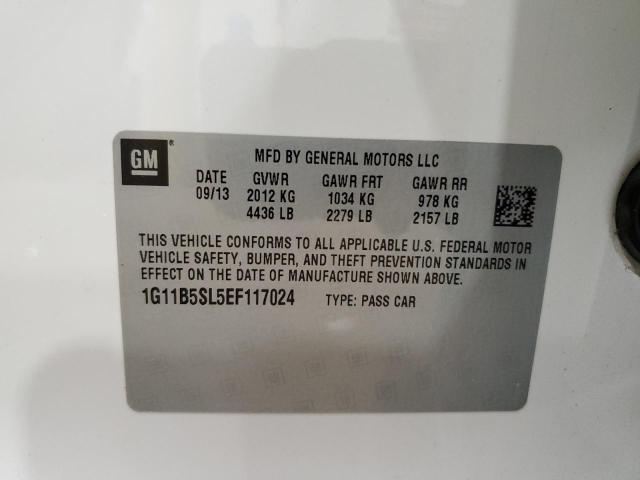 GM®
MFD BY GENERAL MOTORS LLC
DATE GVWR GAWR FRT GAWR RR
09/13 2012 KG 1034 KG 978 KG
4436 LB 2279 LB 2157 LB
THIS VEHICLE CONFORMS TO ALL APPLICABLE U.S. FEDERAL MOTOR
VEHICLE SAFETY, BUMPER, AND THEFT PREVENTION STANDARDS IN
EFFECT ON THE DATE OF MANUFACTURE SHOWN ABOVE.
1G11B5SL5EF117024 TYPE: PASS CAR